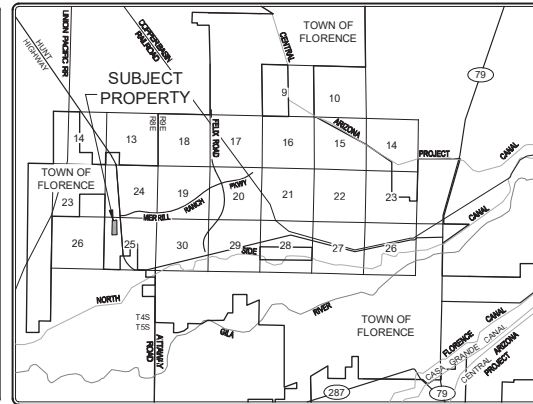 TOWN OF
FLORENCE
UNION PACIFIC RR
HUNT
HIGHWAY
COPPER BASIN
RAILROAD
CENTRAL
79
SUBJECT
PROPERTY
9
10
ARIZONA
PROJECT
CANAL
14
13
R8E
R9E
18
FELIX ROAD
17
16
15
14
TOWN OF
FLORENCE
23
24
19
MERRILL
RANCH
PKWY
20
21
22
23
CANAL
26
25
30
29
28
27
26
SIDE
NORTH
T4S
T5S
ATTAWAY
ROAD
GILA
RIVER
TOWN OF
FLORENCE
FLORENCE
CANAL
CASA GRANDE CANAL
CENTRAL ARIZONA
PROJECT
287
79